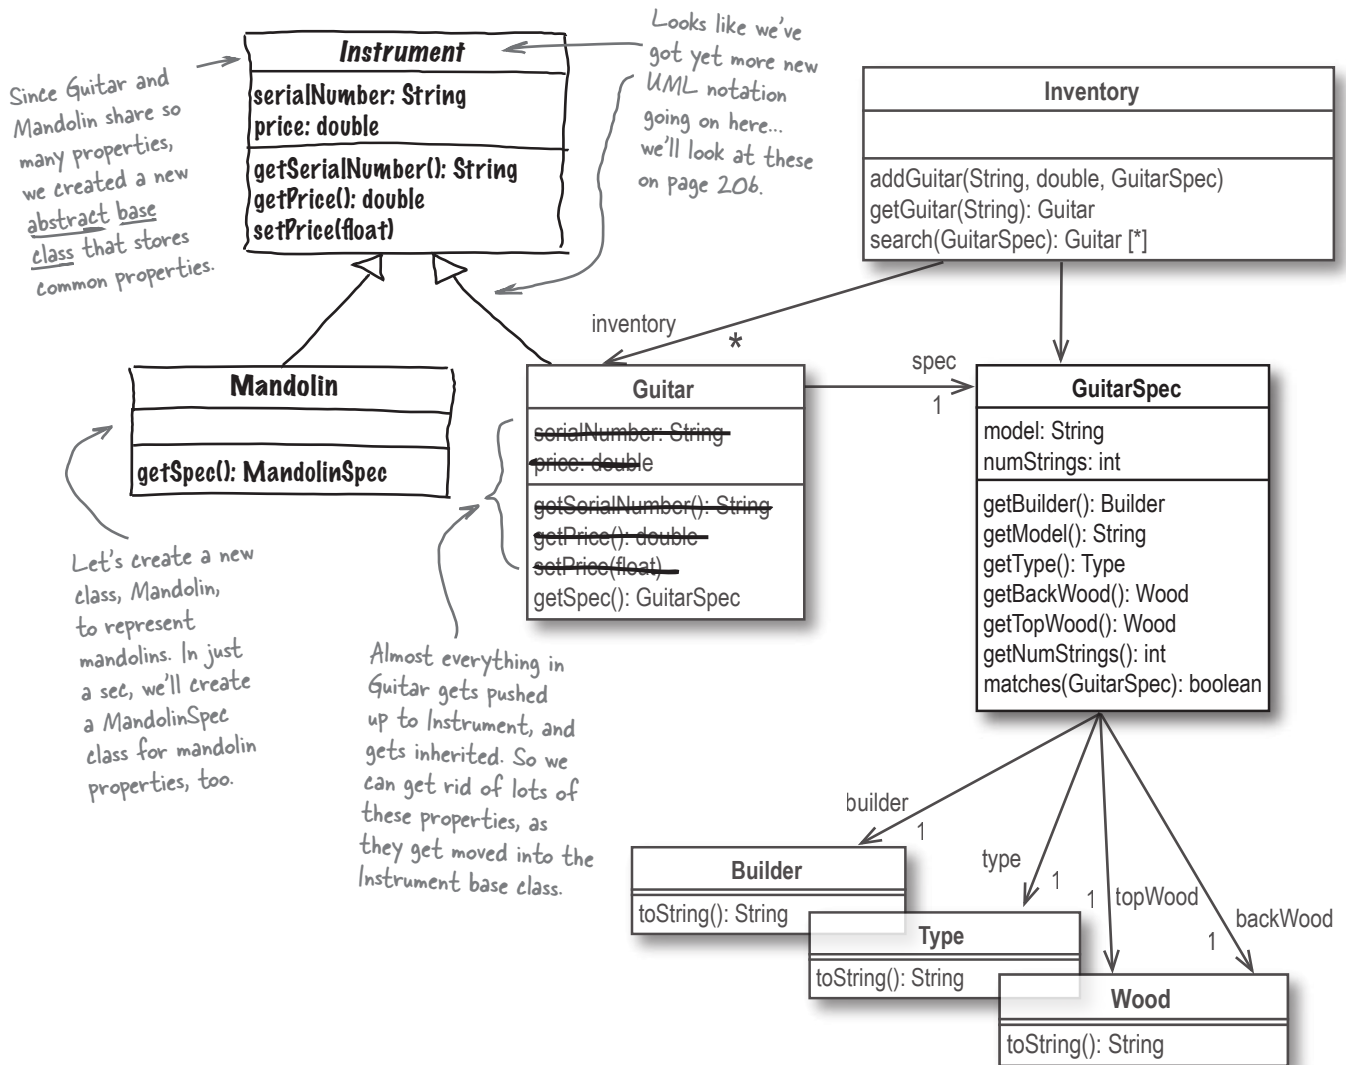 Since Guitar and
Mandolin share so
many properties,
we created a new
abstract base
class that stores
common properties.
Instrument
serialNumber: String
price: double
getSerialNumber(): String
getPrice(): double
setPrice(float)
Looks like we've
got yet more new
UML notation
going on here...
we'll look at these
on page 206.
Inventory
addGuitar(String, double, GuitarSpec)
getGuitar(String): Guitar
search(GuitarSpec): Guitar [*]
inventory
*
spec
1
Mandolin
getSpec(): MandolinSpec
Guitar
serialNumber: String
price: double
getSerialNumber(): String
getPrice(): double
setPrice(float)
getSpec(): GuitarSpec
GuitarSpec
model: String
numStrings: int
getBuilder(): Builder
getModel(): String
getType(): Type
getBackWood(): Wood
getTopWood(): Wood
getNumStrings(): int
matches(GuitarSpec): boolean
Let's create a new
class, Mandolin,
to represent
mandolins. In just
a sec, we'll create
a MandolinSpec
class for mandolin
properties, too.
Almost everything in
Guitar gets pushed
up to Instrument, and
gets inherited. So we
can get rid of lots of
these properties, as
they get moved into the
Instrument base class.
builder
1
type
1
1
topWood
1
backWood
Builder
toString(): String
Type
toString(): String
Wood
toString(): String